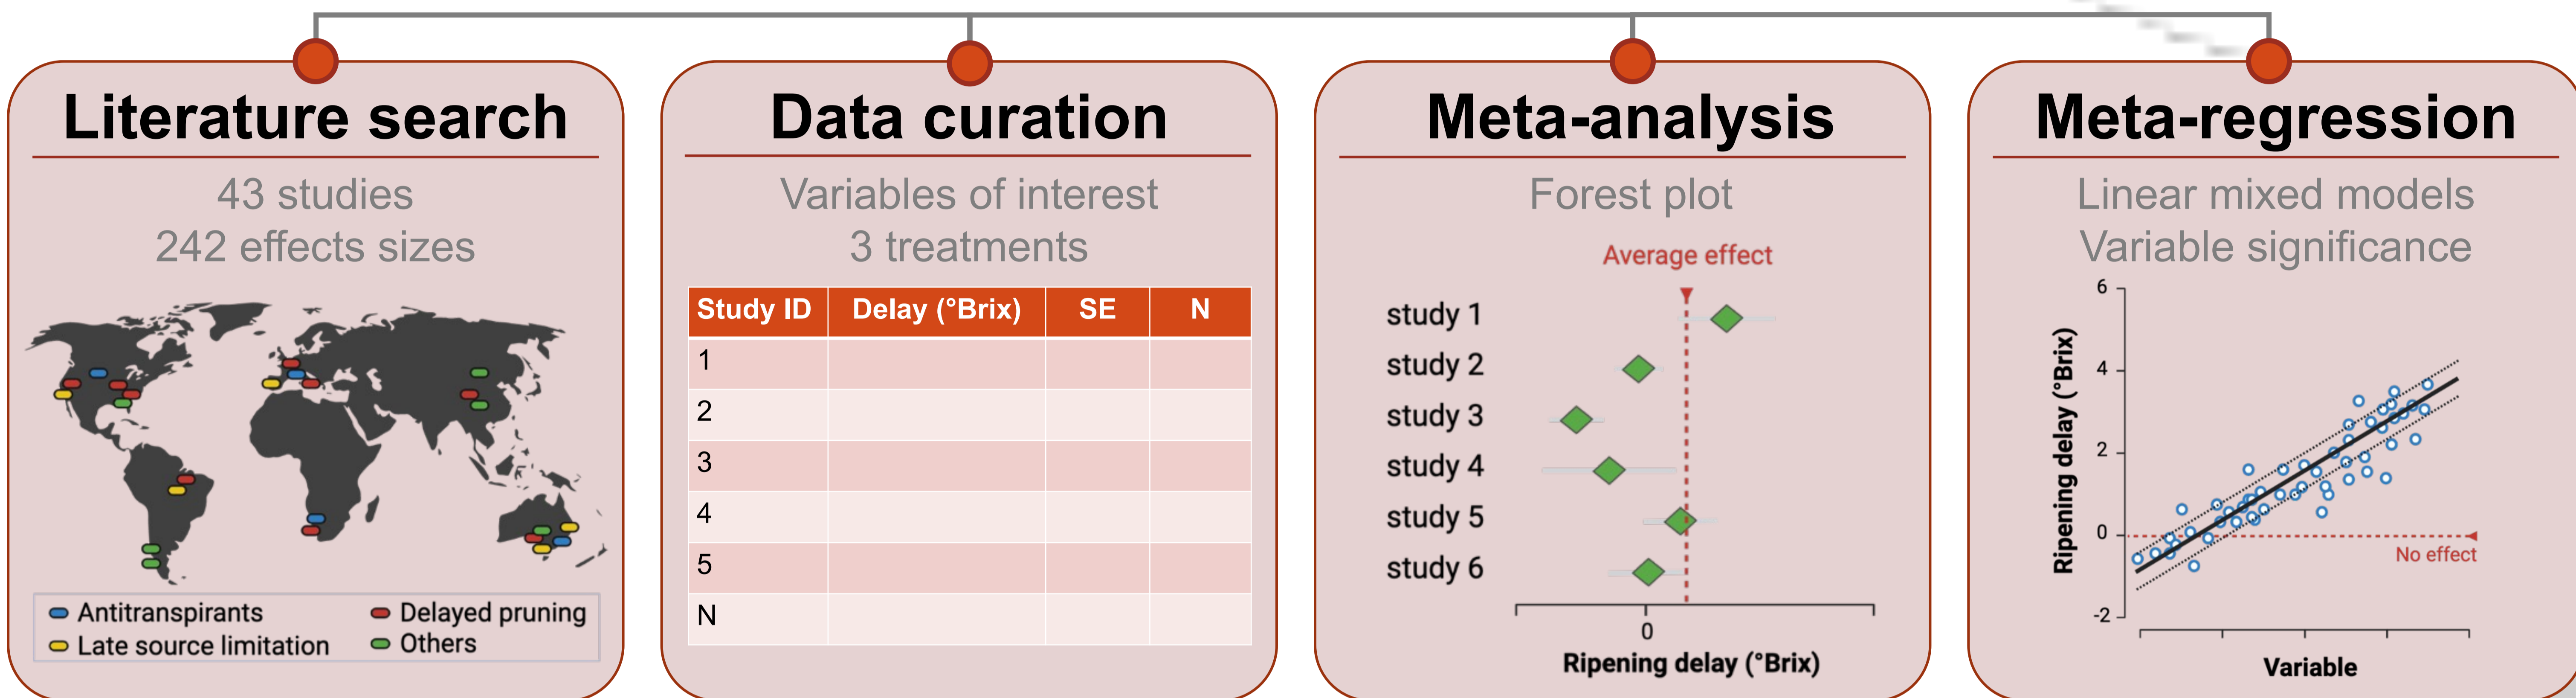 Literature search
43 studies
242 effects sizes
Antitranspirants
Delayed pruning
Late source limitation
Others
Data curation
Variables of interest
3 treatments
Study ID Delay (°Brix) SE N
1
2
3
4
5
N
Meta-analysis
Forest plot
Average effect
study 1
study 2
study 3
study 4
study 5
study 6
0
Ripening delay (°Brix)
Meta-regression
Linear mixed models
Variable significance
6
4
2
0
-2
Ripening delay (°Brix)
No effect
Variable